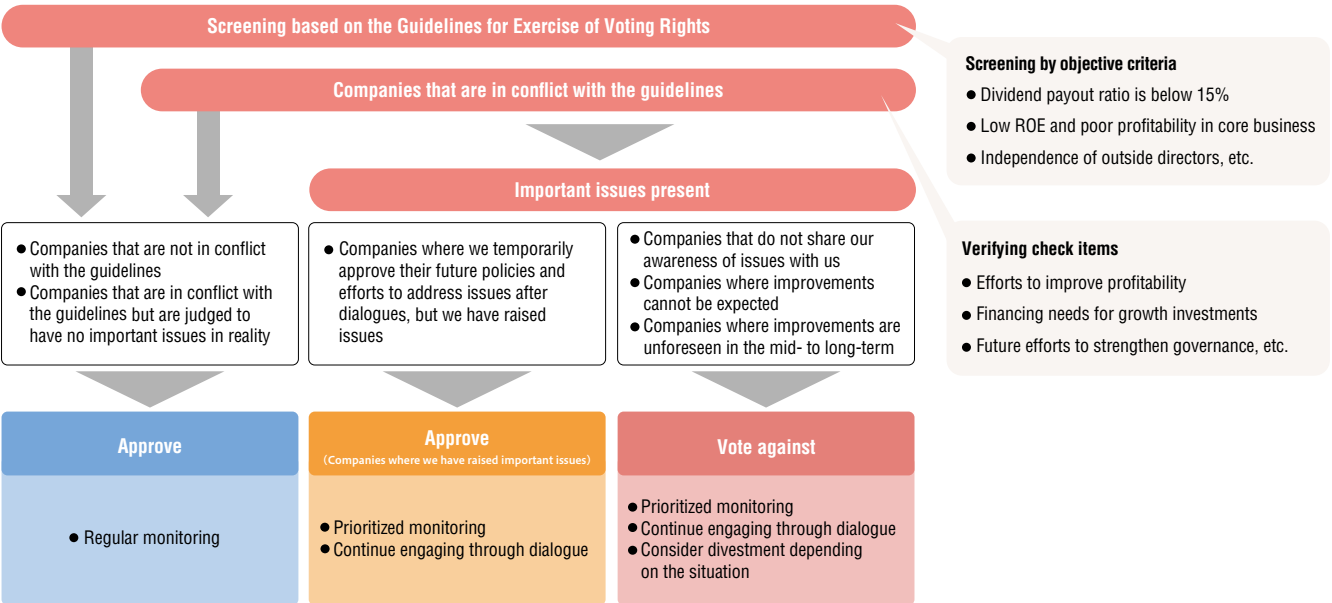 Screening based on the Guidelines for Exercise of Voting Rights
Companies that are in conflict with the guidelines
Important issues present
● Companies that are not in conflict
with the guidelines
● Companies that are in conflict with
the guidelines but are judged to
have no important issues in reality
● Companies where we temporarily
approve their future policies and
efforts to address issues after
dialogues, but we have raised
issues
● Companies that do not share our
awareness of issues with us
● Companies where improvements
cannot be expected
● Companies where improvements are
unforeseen in the mid- to long-term
Approve
● Regular monitoring
Approve
(Companies where we have raised important issues)
● Prioritized monitoring
● Continue engaging through dialogue
Vote against
● Prioritized monitoring
● Continue engaging through dialogue
● Consider divestment depending
on the situation
Screening by objective criteria
● Dividend payout ratio is below 15%
● Low ROE and poor profitability in core business
● Independence of outside directors, etc.
Verifying check items
● Efforts to improve profitability
● Financing needs for growth investments
● Future efforts to strengthen governance, etc.